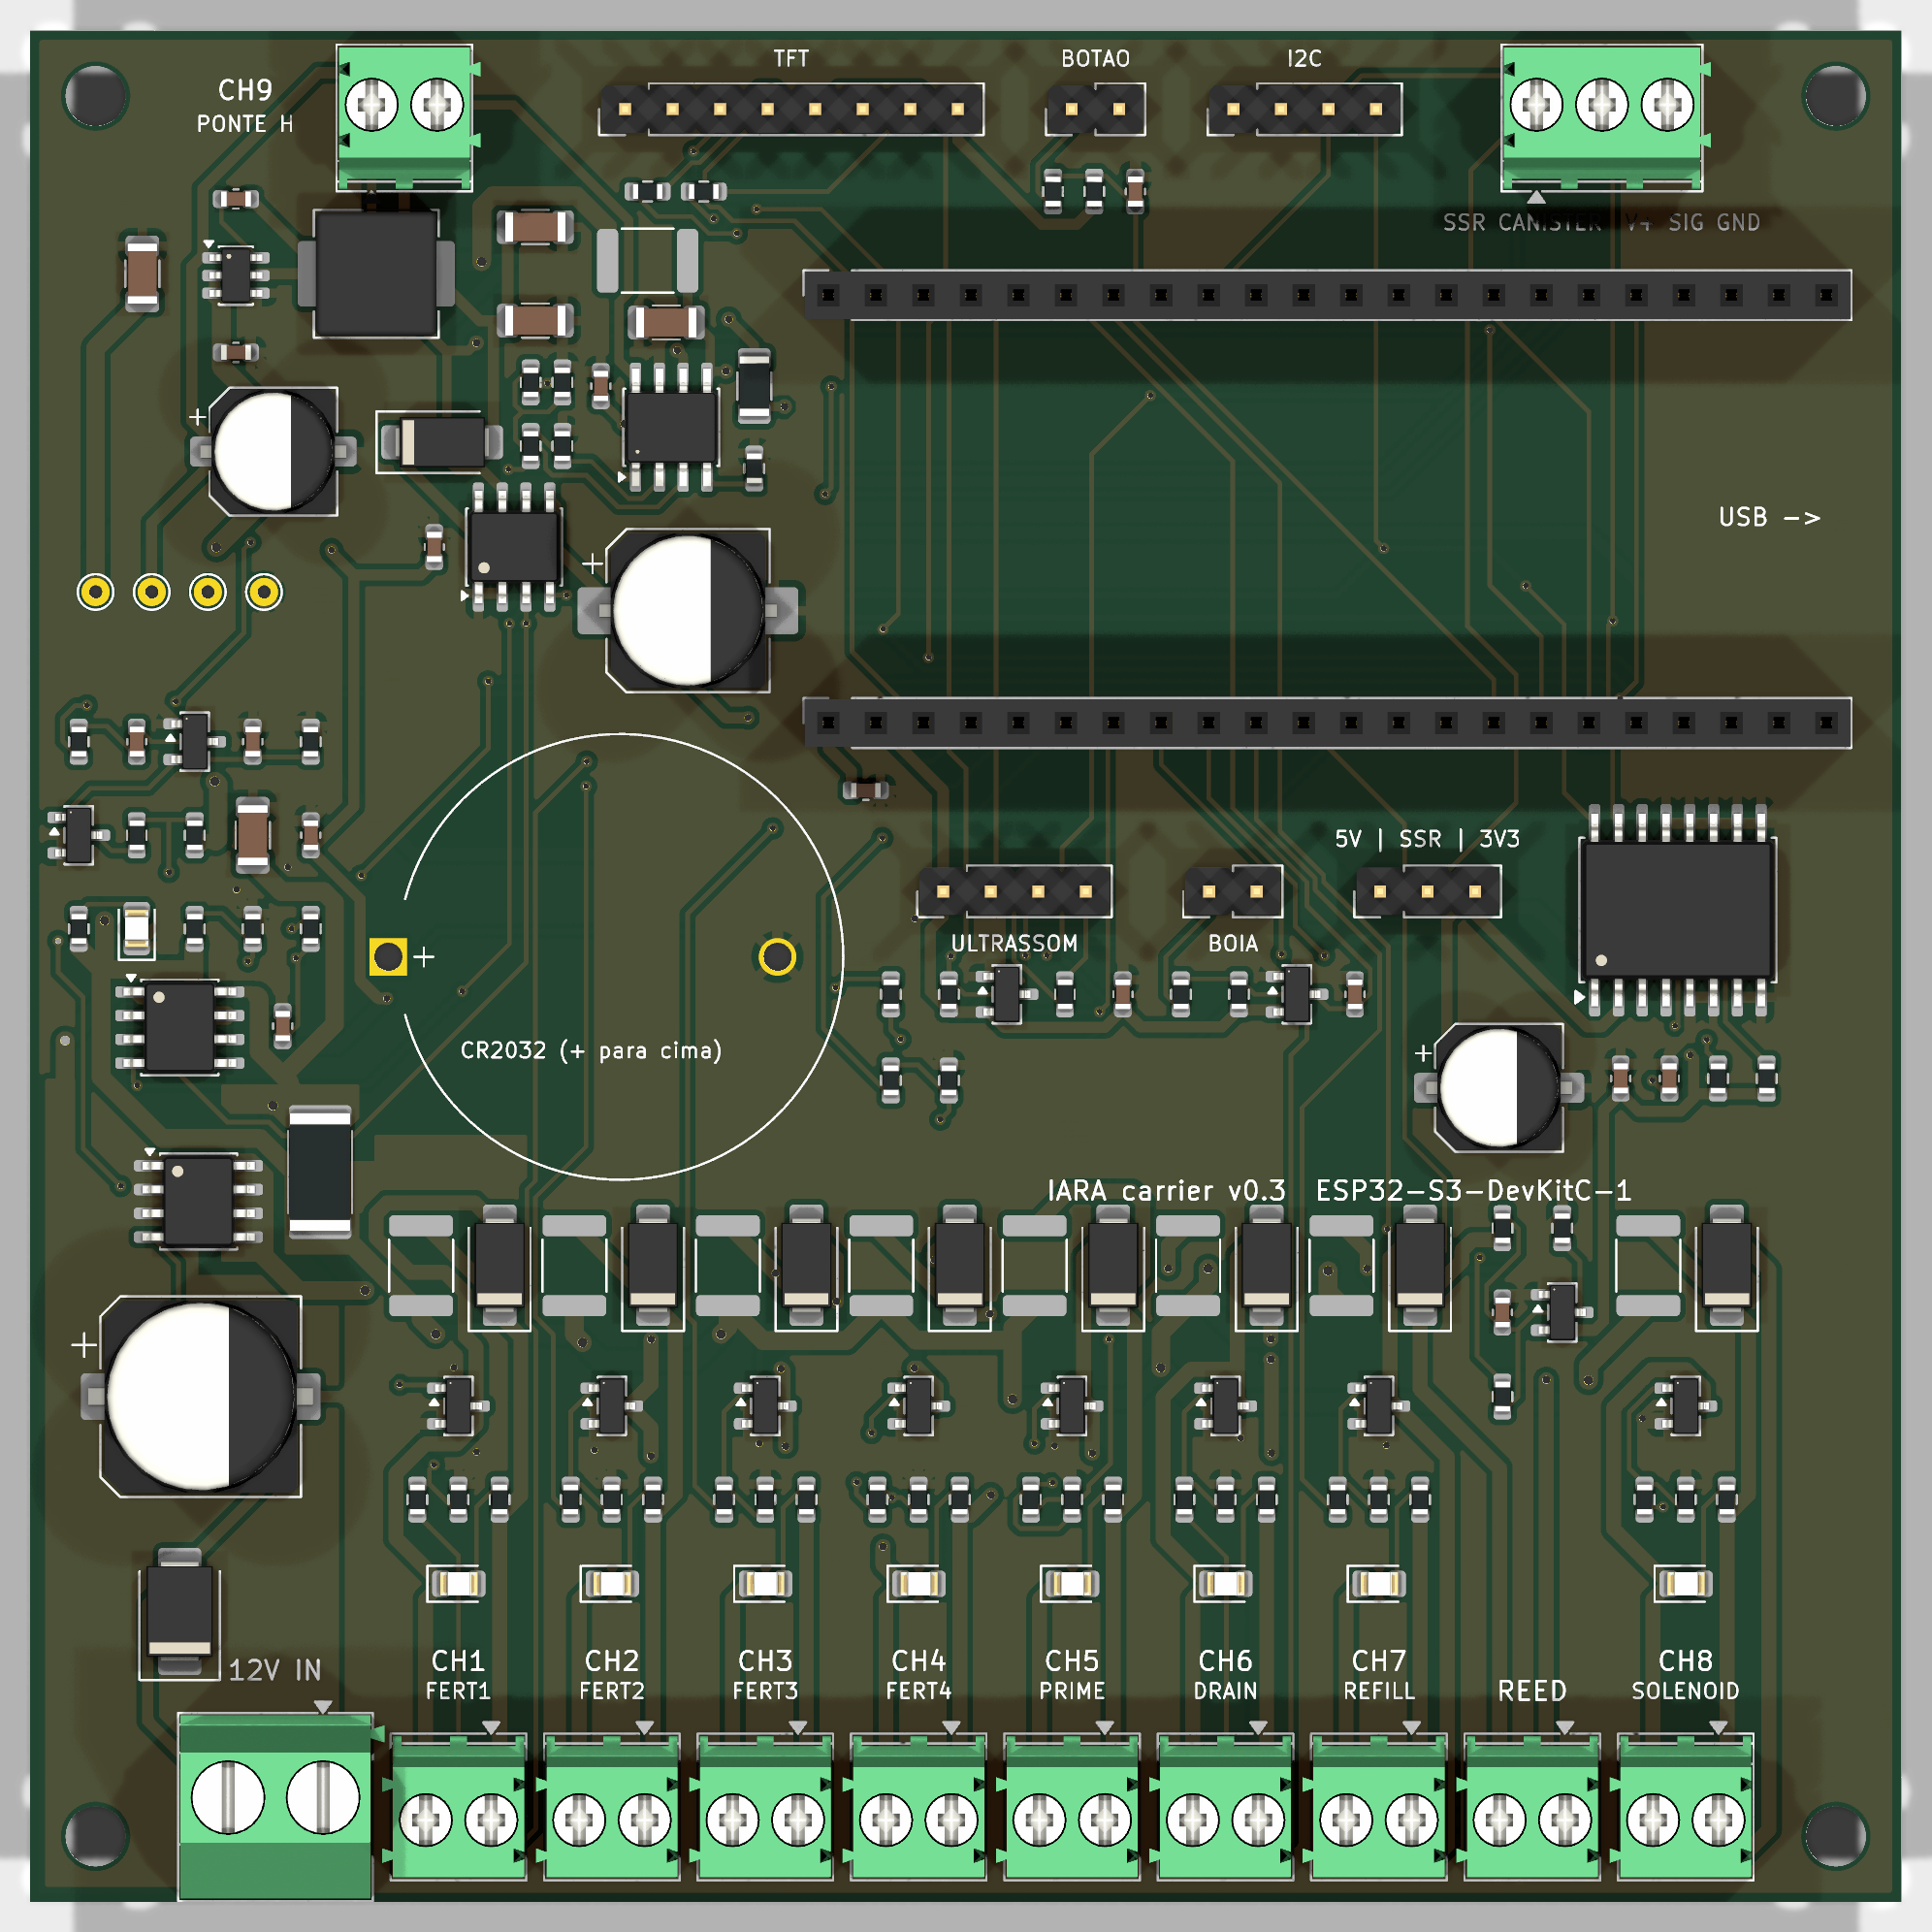 TFT
BOTAO
I2C
CH9
PONTE H
SSR CANISTER V+ SIG GND
USB ->
5V | SSR | 3V3
ULTRASSOM
BOIA
+
CR2032 (+ para cima)
IARA carrier v0.3 ESP32-S3-DevKitC-1
12V IN
CH1
FERT1
CH2
FERT2
CH3
FERT3
CH4
FERT4
CH5
PRIME
CH6
DRAIN
CH7
REFILL
REED
CH8
SOLENOID